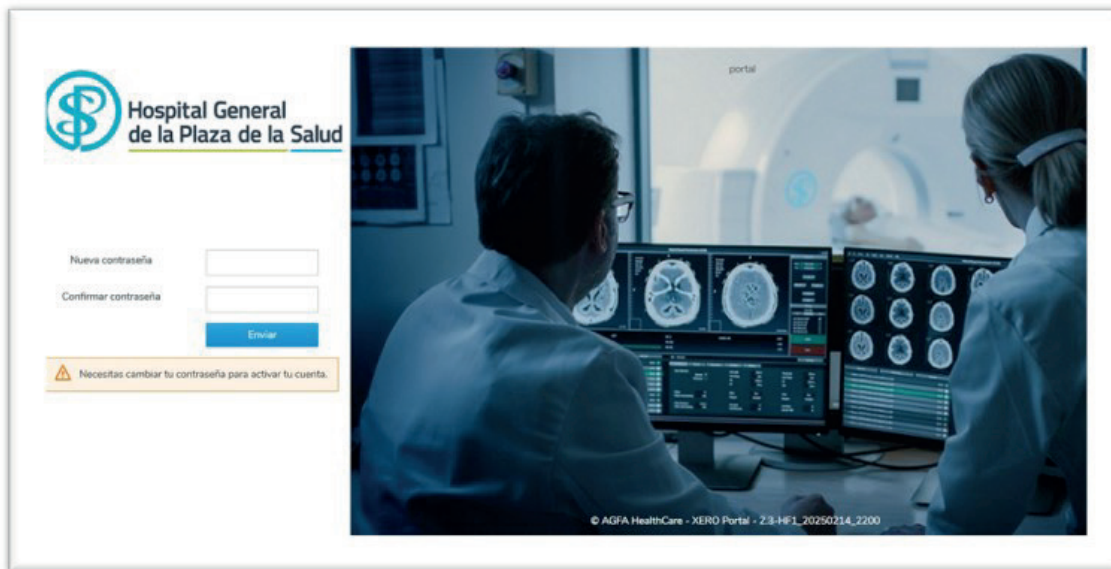 Hospital General
de la Plaza de la Salud
portal
Nueva contraseña
Confirmar contraseña
Enviar
Necesitas cambiar tu contraseña para activar tu cuenta.
© AGFA HealthCare - XERO Portal - 2.3-HF1_20250214_2200